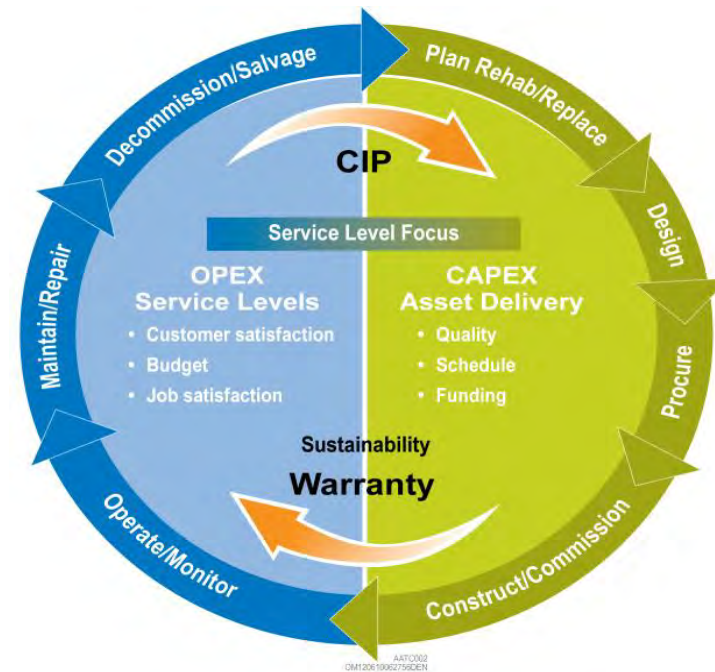 Decommission/Salvage
Plan Rehab/Replace
Design
Procure
Construct/Commission
Operate/Monitor
Maintain/Repair
CIP
Service Level Focus
OPEX
Service Levels
• Customer satisfaction
• Budget
• Job satisfaction
CAPEX
Asset Delivery
• Quality
• Schedule
• Funding
Sustainability
Warranty
AATC002